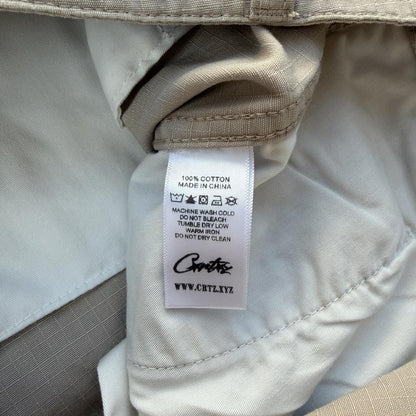 100% COTTON
MADE IN CHINA
MACHINE WASH COLD
DO NOT BLEACH
TUMBLE DRY LOW
WARM IRON
DO NOT DRY CLEAN
Corteiz
WWW.CRTZ.XYZ